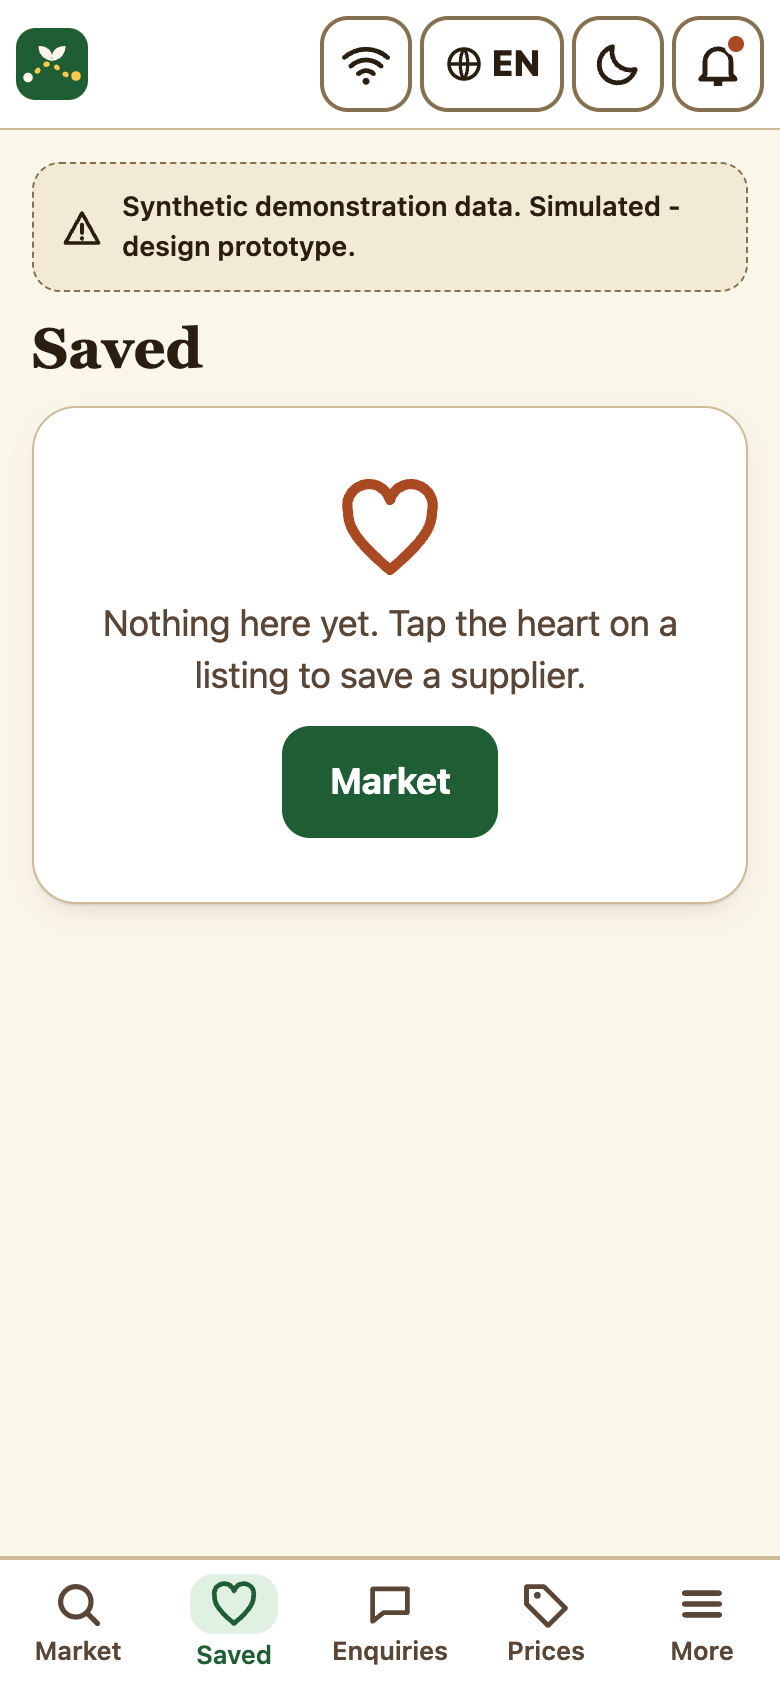 EN
Synthetic demonstration data. Simulated -
design prototype.
Saved
Nothing here yet. Tap the heart on a
listing to save a supplier.
Market
Market
Saved
Enquiries
Prices
More